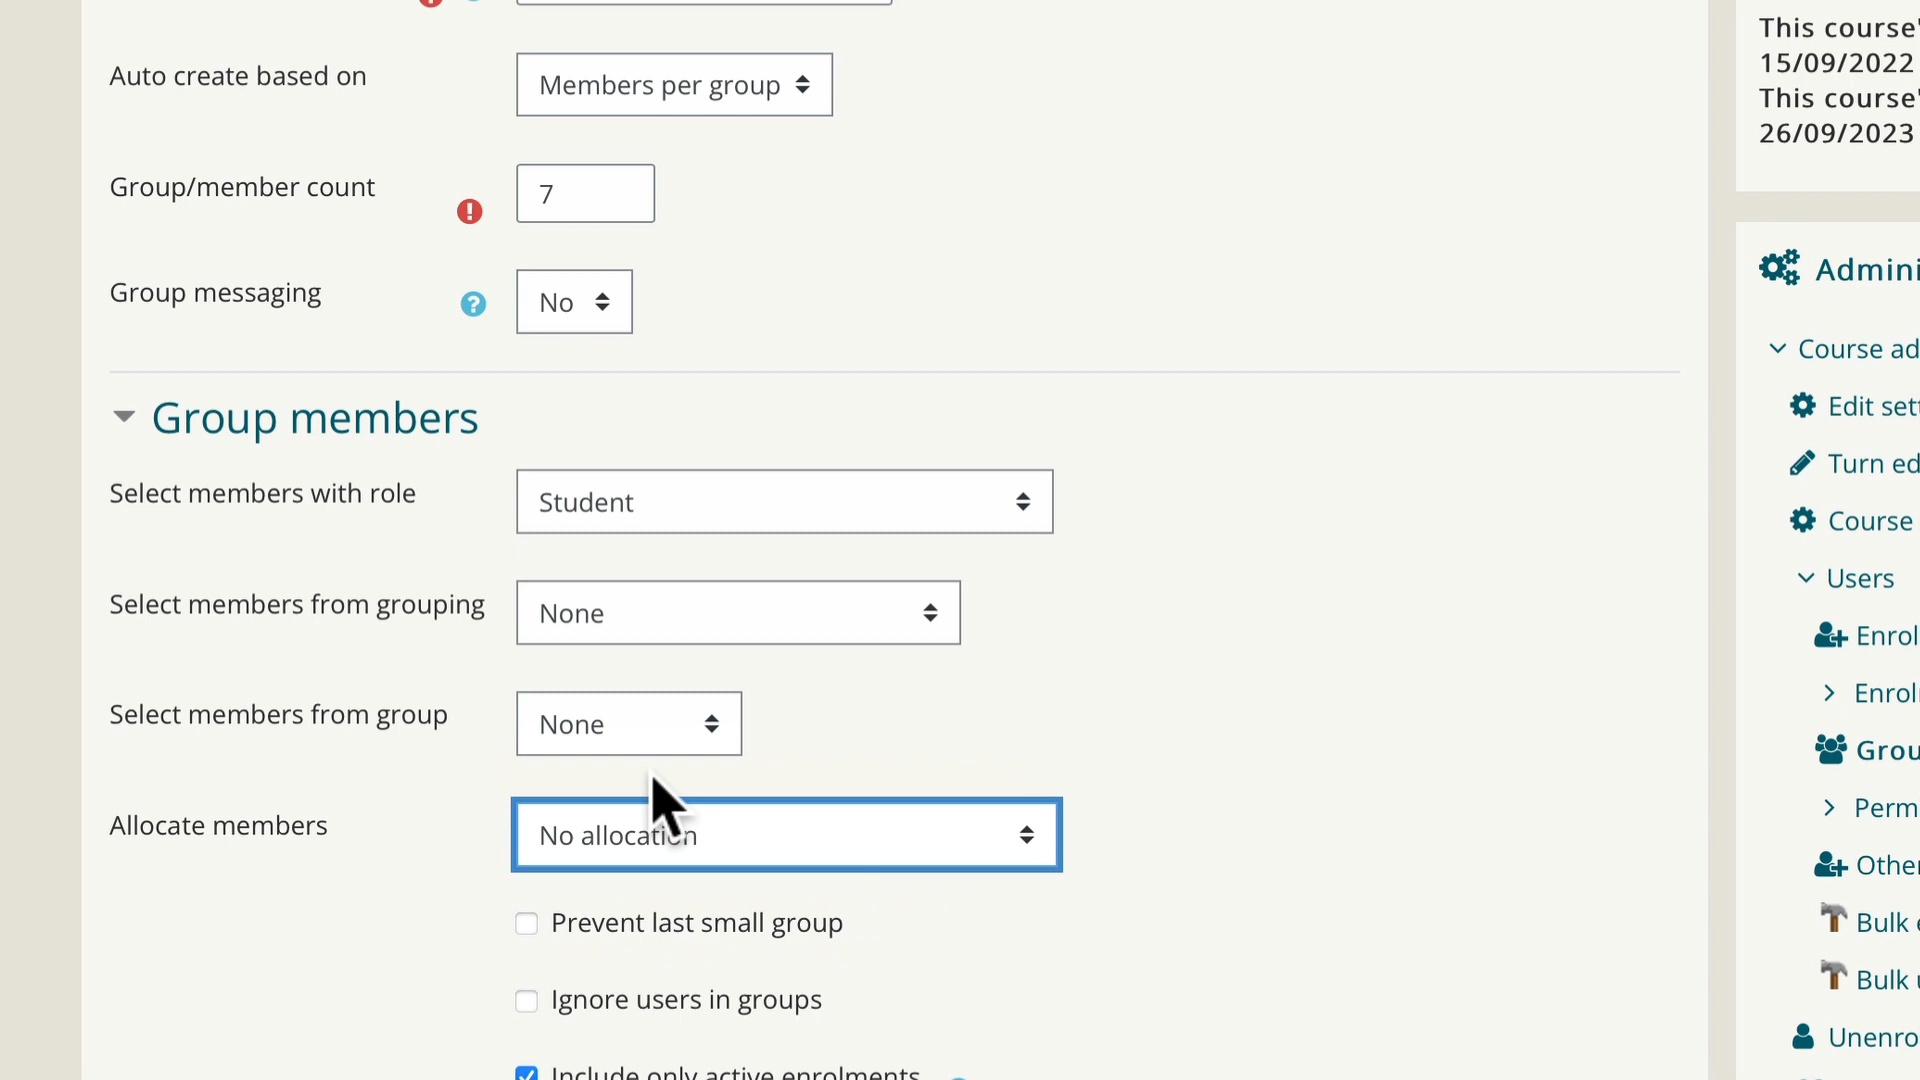 Auto create based on
Members per group
Group/member count
7
Group messaging
No
Group members
Select members with role
Student
Select members from grouping
None
Select members from group
None
Allocate members
No allocation
Prevent last small group
Ignore users in groups
Include only active enrolments
This course'
15/09/2022
This course'
26/09/2023
Admini
Course ad
Edit sett
Turn ed
Course
Users
Enrol
Enrol
Grou
Perm
Other
Bulk e
Bulk u
Unenro